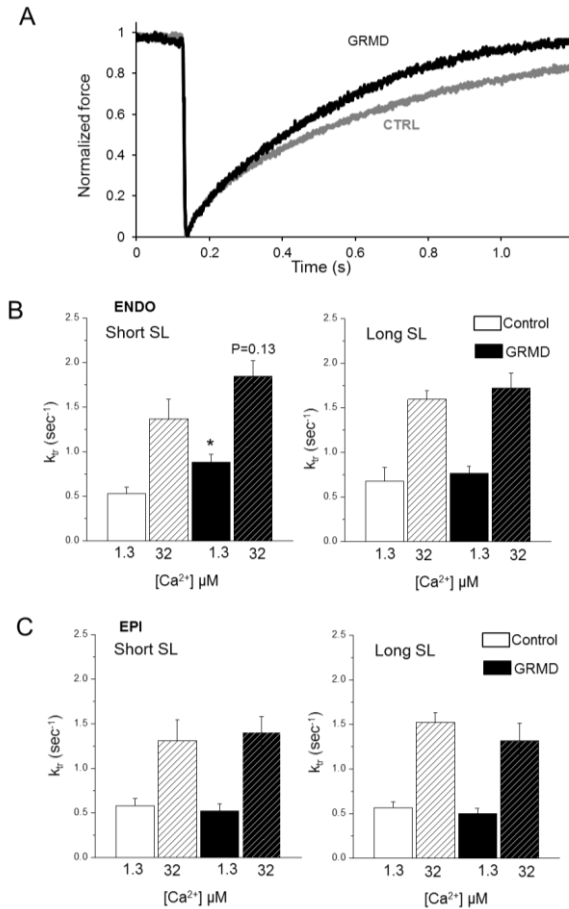 A
GRMD
CTRL
Normalized force
1
0.8
0.6
0.4
0.2
0
0
0.2
0.4
0.6
0.8
1.0
Time (s)
B
ENDO
Short SL
P=0.13
*
k_tr (sec⁻¹)
2.5
2.0
1.5
1.0
0.5
0.0
1.3 32 1.3 32
[Ca²⁺] µM
Long SL
Control
GRMD
k_tr (sec⁻¹)
2.5
2.0
1.5
1.0
0.5
0.0
1.3 32 1.3 32
[Ca²⁺] µM
C
EPI
Short SL
k_tr (sec⁻¹)
2.5
2.0
1.5
1.0
0.5
0.0
1.3 32 1.3 32
[Ca²⁺] µM
Long SL
Control
GRMD
k_tr (sec⁻¹)
2.5
2.0
1.5
1.0
0.5
0.0
1.3 32 1.3 32
[Ca²⁺] µM